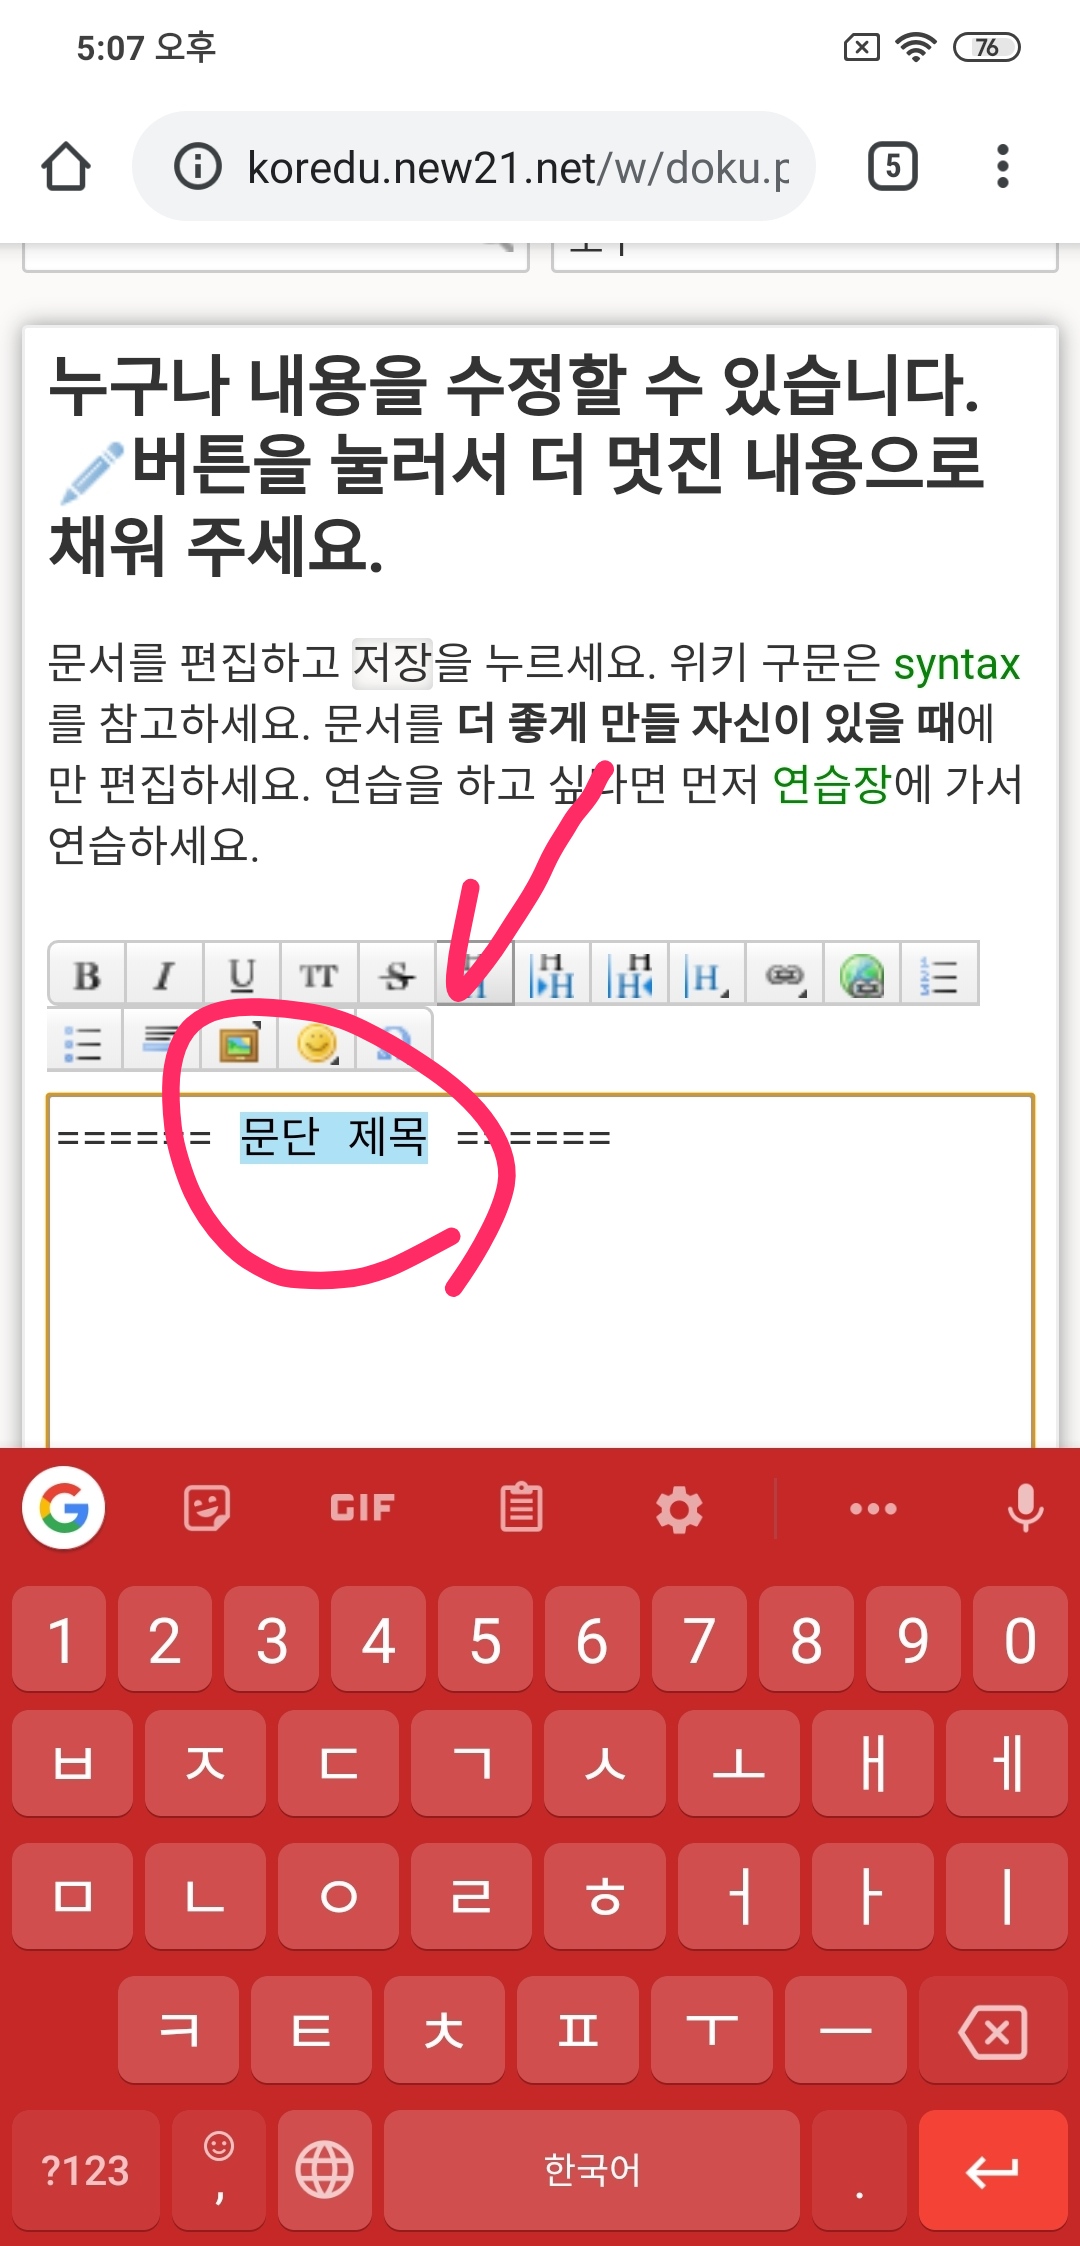 5:07 오후
76
koredu.new21.net/w/doku.p
5
누구나 내용을 수정할 수 있습니다.
버튼을 눌러서 더 멋진 내용으로
채워 주세요.
문서를 편집하고 저장을 누르세요. 위키 구문은 syntax
를 참고하세요. 문서를 더 좋게 만들 자신이 있을 때에
만 편집하세요. 연습을 하고 싶다면 먼저 연습장에 가서
연습하세요.
B I U TT S H H H H H H
====== 문단 제목 ======
GIF
1 2 3 4 5 6 7 8 9 0
ㅂ ㅈ ㄷ ㄱ ㅅ ㅗ ㅐ ㅔ
ㅁ ㄴ ㅇ ㄹ ㅎ ㅓ ㅏ ㅣ
ㅋ ㅌ ㅊ ㅍ ㅜ ㅡ
?123 , 한국어 .